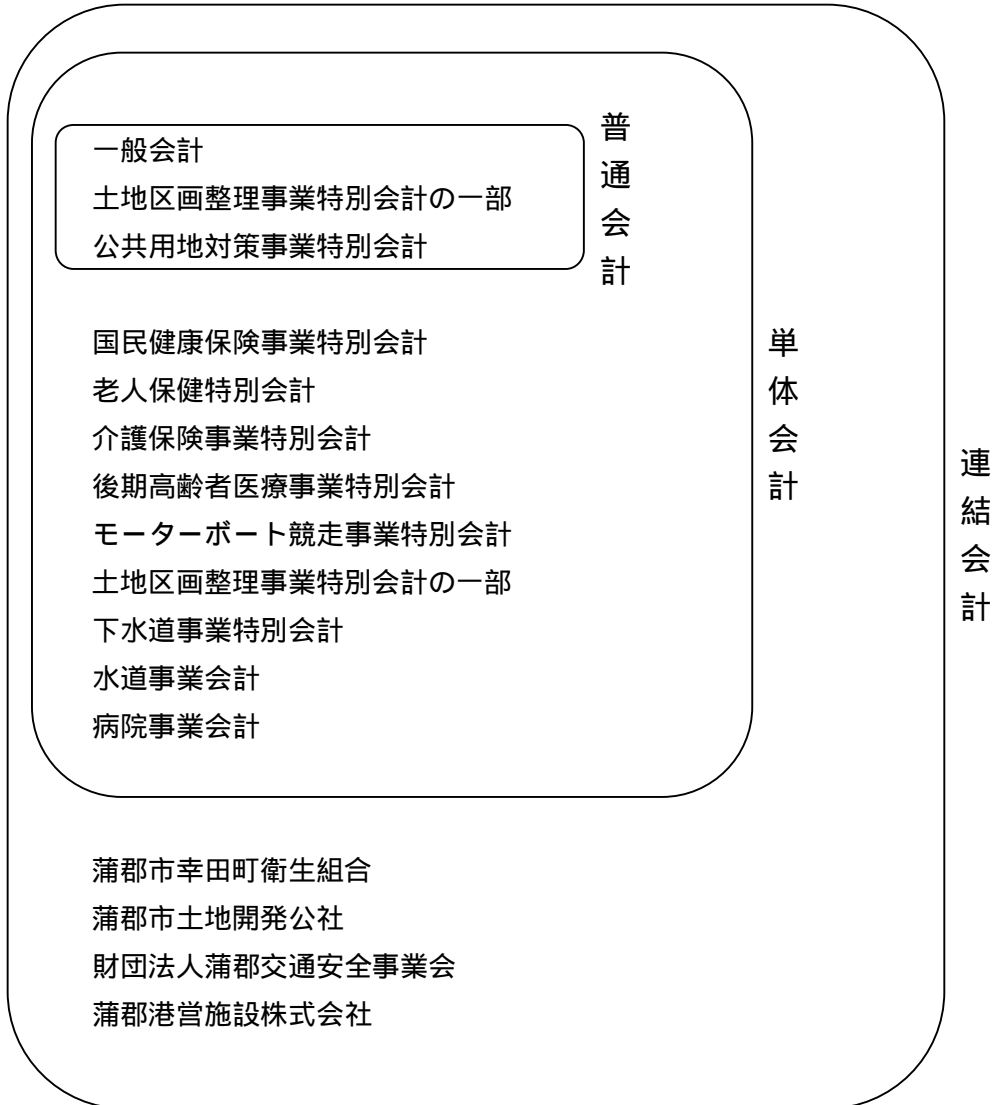 一般会計
土地区画整理事業特別会計の一部
公共用地対策事業特別会計
普通会計
国民健康保険事業特別会計
老人保健特別会計
介護保険事業特別会計
後期高齢者医療事業特別会計
モーターボート競走事業特別会計
土地区画整理事業特別会計の一部
下水道事業特別会計
水道事業会計
病院事業会計
単体会計
蒲郡市幸田町衛生組合
蒲郡市土地開発公社
財団法人蒲郡交通安全事業会
蒲郡港営施設株式会社
連結会計